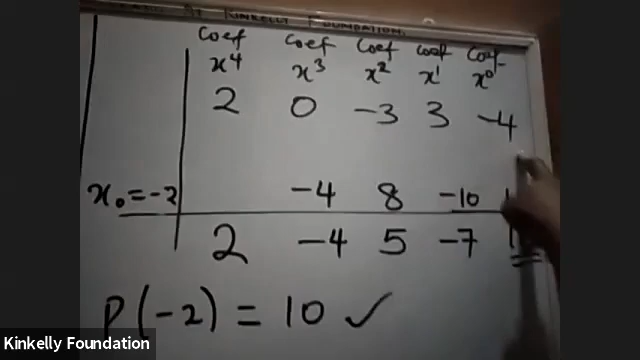 BY KINKELLY FOUNDATION
Coef Coef Coef Coef Coef
x⁴ x³ x² x¹ x⁰
2 0 -3 3 -4
x₀ = -2 -4 8 -10
2 -4 5 -7
P(-2) = 10 ✓
Kinkelly Foundation